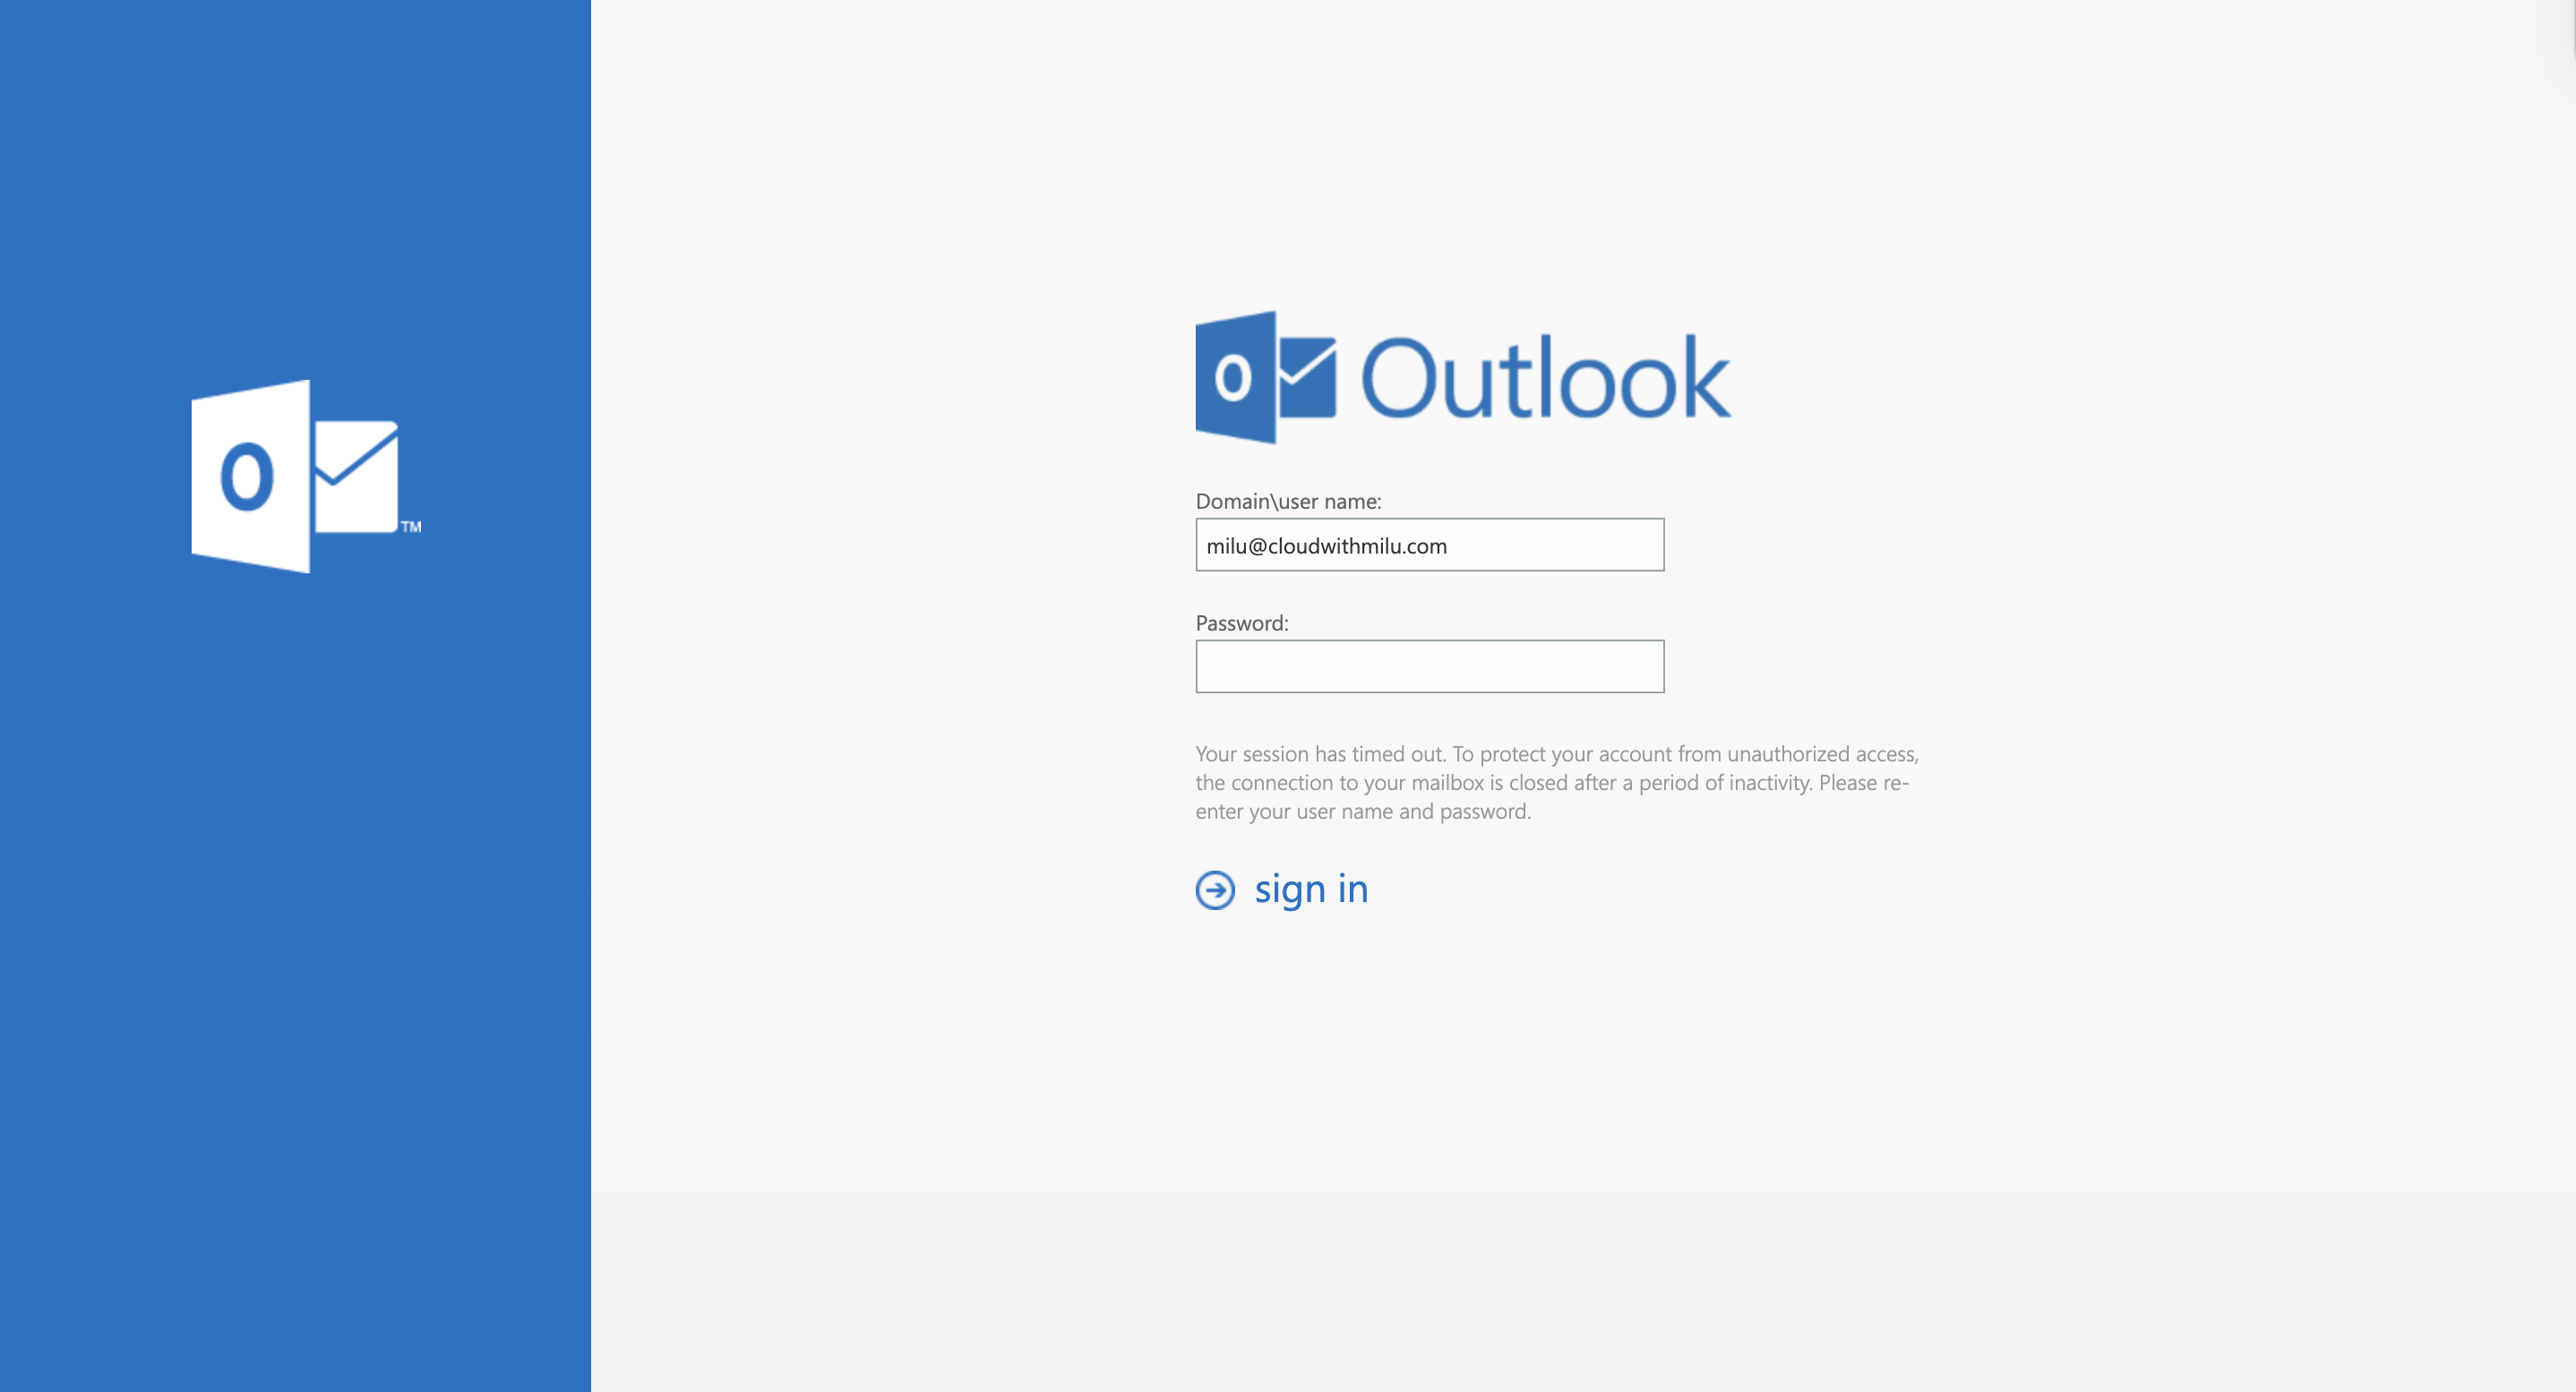 O
TM
O Outlook
Domain\user name:
milu@cloudwithmilu.com
Password:
Your session has timed out. To protect your account from unauthorized access,
the connection to your mailbox is closed after a period of inactivity. Please re-
enter your user name and password.
sign in